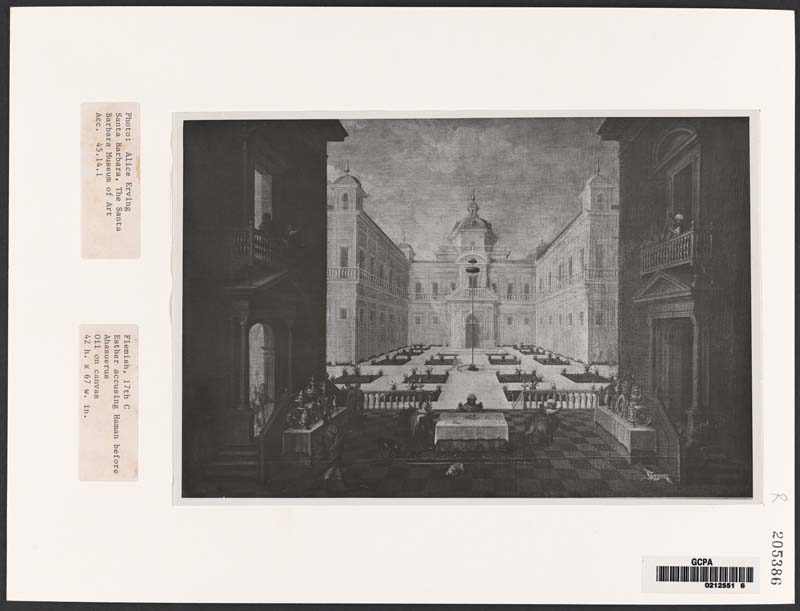 Photo: Alice Erving
Santa Barbara, The Santa
Barbara Museum of Art
Acc. 45.14.1
Flemish, 17th C
Esther accusing Haman before
Ahasuerus
Oil on canvas
42 h. x 67 w. in.
R
205386
GCPA
0212551 6